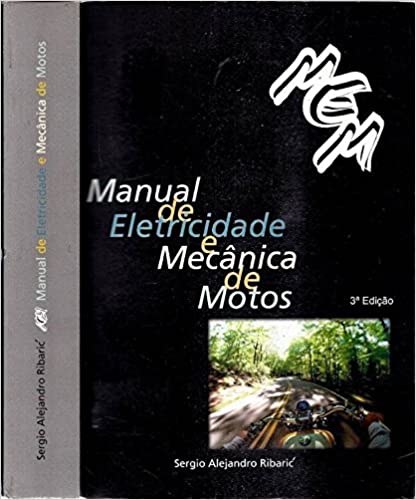 Sergio Alejandro Ribarić MEM Manual de Eletricidade e Mecânica de Motos
MEM
Manual
de
Eletricidade
e
Mecânica
de
Motos
3ª Edição
Sergio Alejandro Ribarić